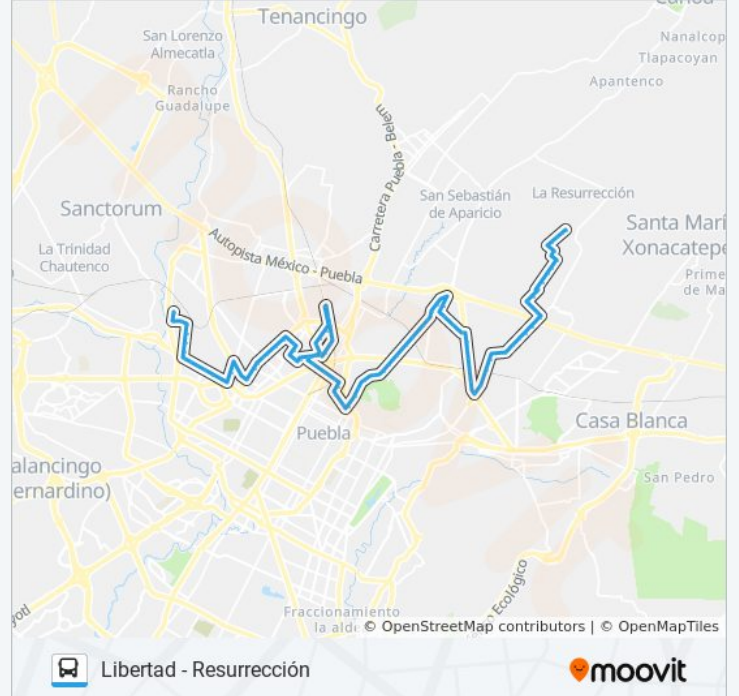 Tenancingo
San Lorenzo
Almecatla
Nanalcop
Tlapacoyan
Rancho
Guadalupe
Apantenco
Carretera Puebla - Belem
San Sebastián
de Aparicio
La Resurrección
Sanctorum
Santa Marí
Xonacatepe
Autopista México - Puebla
La Trinidad
Chautenco
Prime
de Ma
Casa Blanca
Puebla
alancingo
ernardino)
San Pedro
Ecológico
yotl
Fraccionamiento
la alde
© OpenStreetMap contributors | © OpenMapTiles
Libertad - Resurrección
moovit